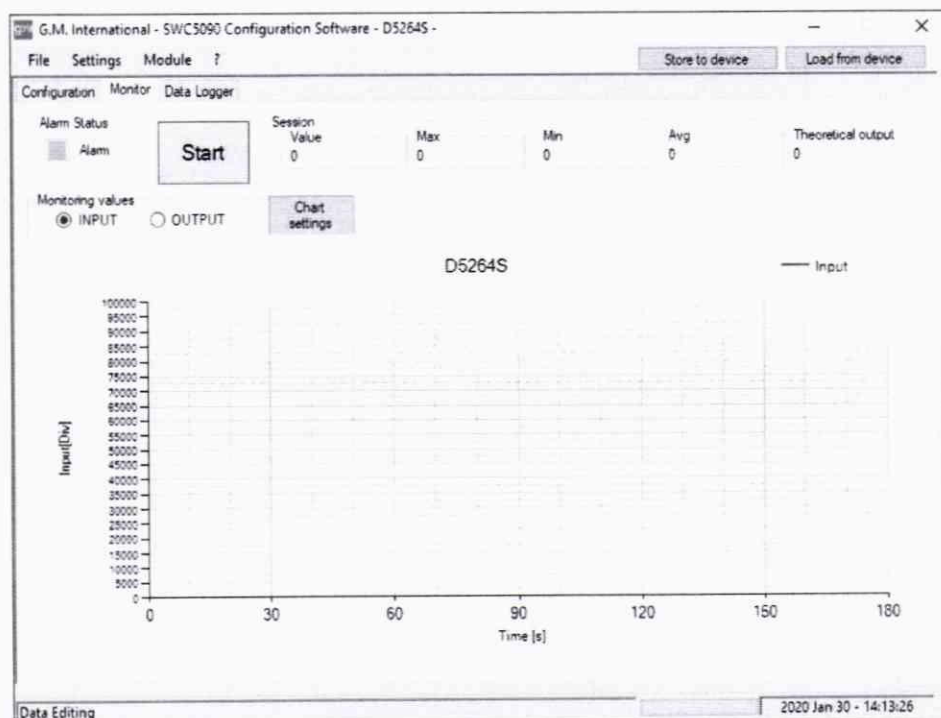 G.M. International - SWC5090 Configuration Software - D5264S -
File Settings Module ? Store to device Load from device
Configuration Monitor Data Logger
Alarm Status
Alarm
Start
Session
Value Max Min Avg Theoretical output
0 0 0 0 0
Monitoring values
INPUT OUTPUT
Chart
settings
D5264S
Input
Input[Div]
100000
95000
90000
85000
80000
75000
70000
65000
60000
55000
50000
45000
40000
35000
30000
25000
20000
15000
10000
5000
0
0 30 60 90 120 150 180
Time [s]
Data Editing 2020 Jan 30 - 14:13:26